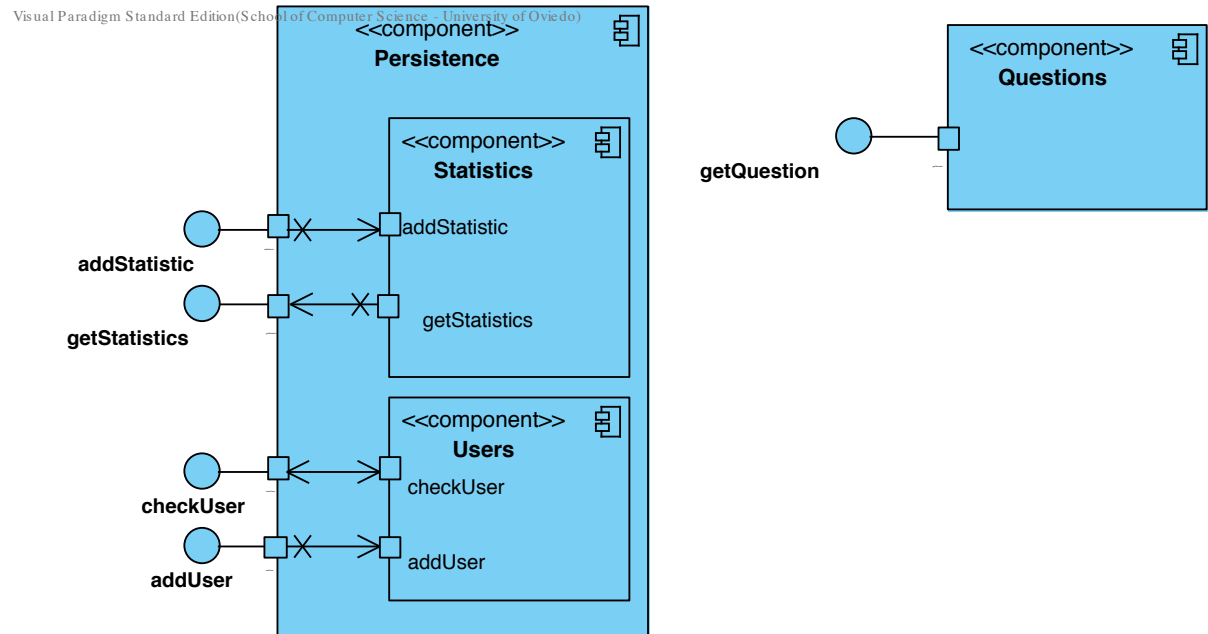 Visual Paradigm Standard Edition(School of Computer Science - University of Oviedo)
<<component>>
Persistence
<<component>>
Statistics
addStatistic
getStatistics
addStatistic
getStatistics
<<component>>
Users
checkUser
addUser
checkUser
addUser
<<component>>
Questions
getQuestion